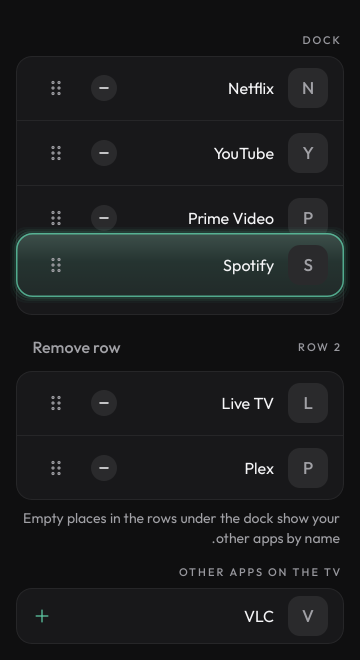 DOCK
N Netflix
Y YouTube
P Prime Video
S Spotify
ROW 2 Remove row
L Live TV
P Plex
Empty places in the rows under the dock show your
.other apps by name
OTHER APPS ON THE TV
V VLC +